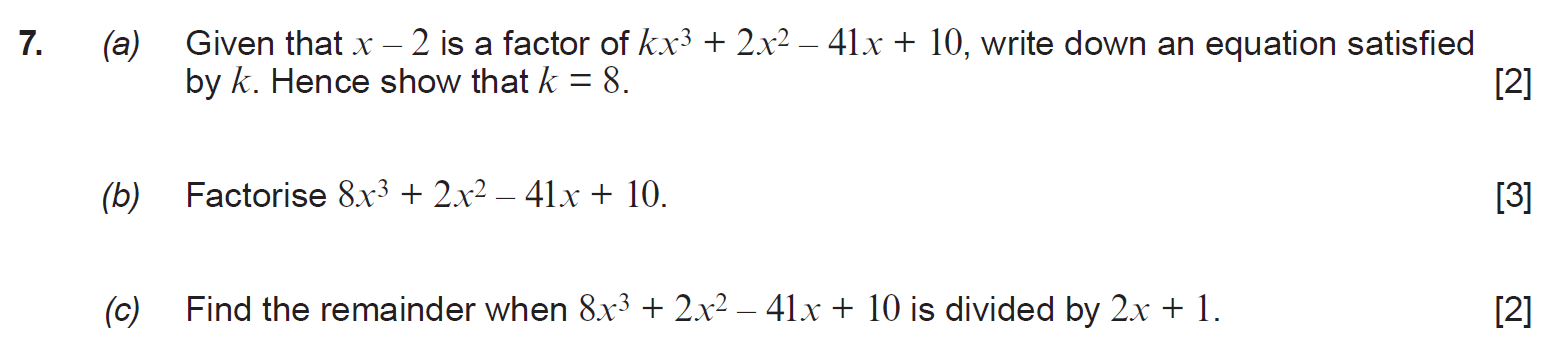 7. (a) Given that x – 2 is a factor of kx³ + 2x² – 41x + 10, write down an equation satisfied
by k. Hence show that k = 8. [2]
(b) Factorise 8x³ + 2x² – 41x + 10. [3]
(c) Find the remainder when 8x³ + 2x² – 41x + 10 is divided by 2x + 1. [2]